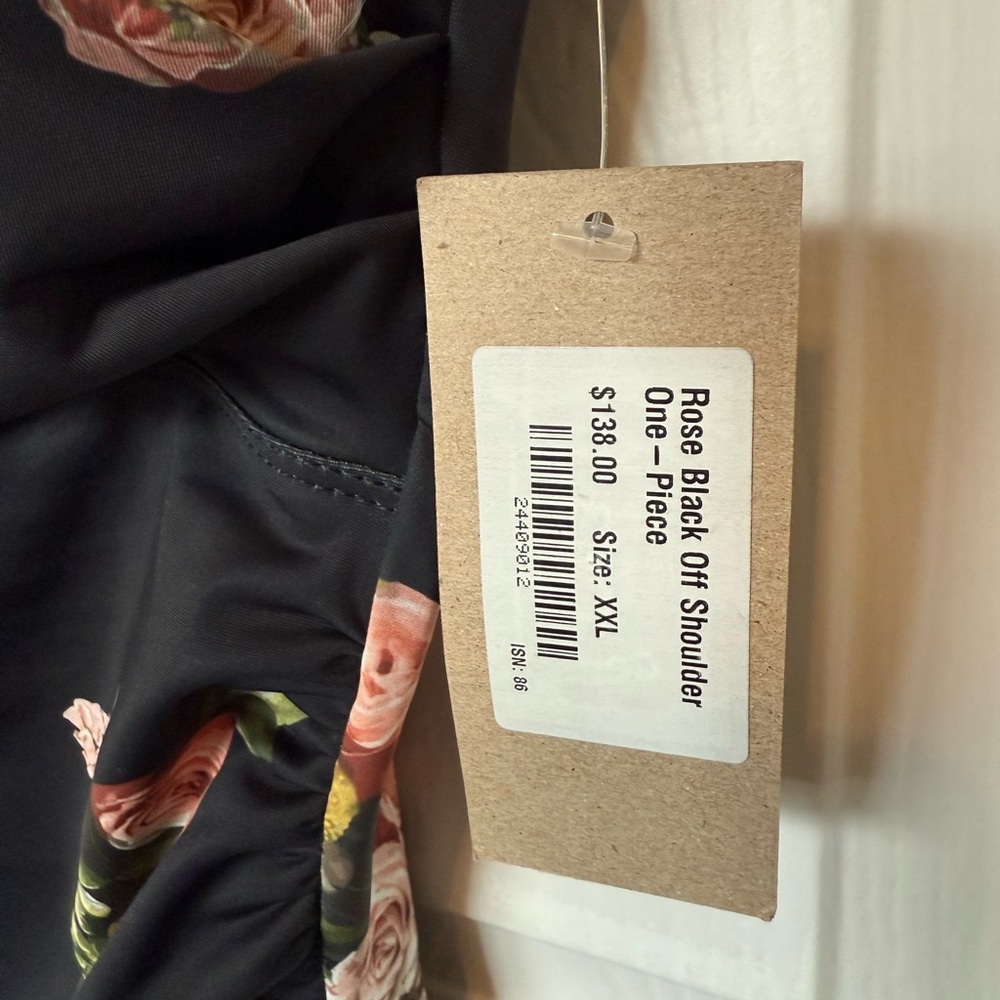 Rose Black Off Shoulder
One-Piece
$138.00 Size: XXL
24409012
ISN: 86